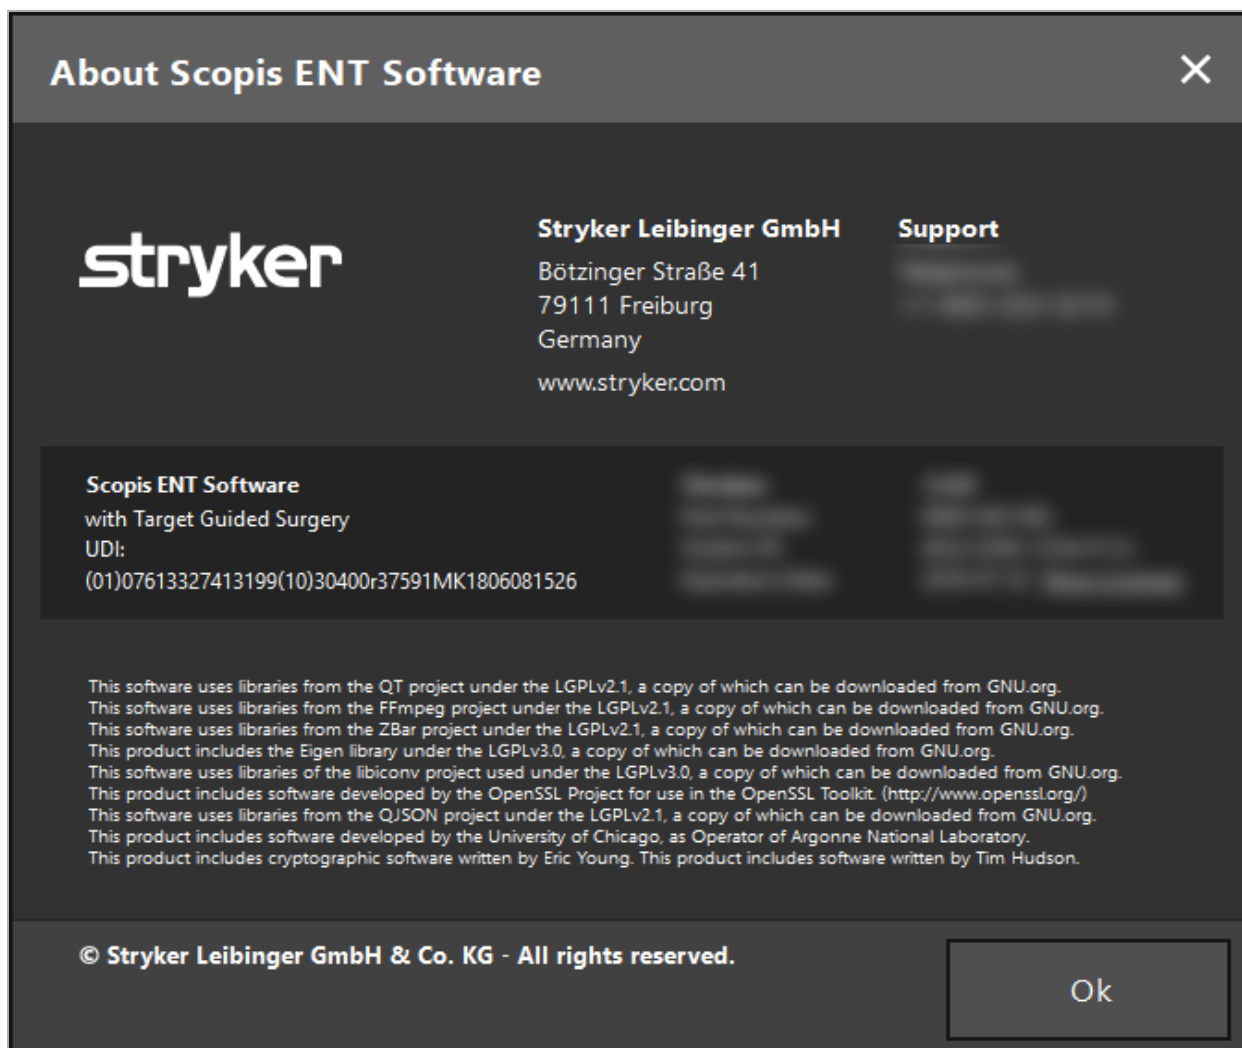 About Scopis ENT Software
stryker
Stryker Leibinger GmbH
Bötzinger Straße 41
79111 Freiburg
Germany
www.stryker.com
Support
Scopis ENT Software
with Target Guided Surgery
UDI:
(01)07613327413199(10)30400r37591MK1806081526
This software uses libraries from the QT project under the LGPLv2.1, a copy of which can be downloaded from GNU.org.
This software uses libraries from the FFmpeg project under the LGPLv2.1, a copy of which can be downloaded from GNU.org.
This software uses libraries from the ZBar project under the LGPLv2.1, a copy of which can be downloaded from GNU.org.
This product includes the Eigen library under the LGPLv3.0, a copy of which can be downloaded from GNU.org.
This software uses libraries of the libiconv project used under the LGPLv3.0, a copy of which can be downloaded from GNU.org.
This product includes software developed by the OpenSSL Project for use in the OpenSSL Toolkit. (http://www.openssl.org/)
This software uses libraries from the QJSON project under the LGPLv2.1, a copy of which can be downloaded from GNU.org.
This product includes software developed by the University of Chicago, as Operator of Argonne National Laboratory.
This product includes cryptographic software written by Eric Young. This product includes software written by Tim Hudson.
© Stryker Leibinger GmbH & Co. KG - All rights reserved.
Ok